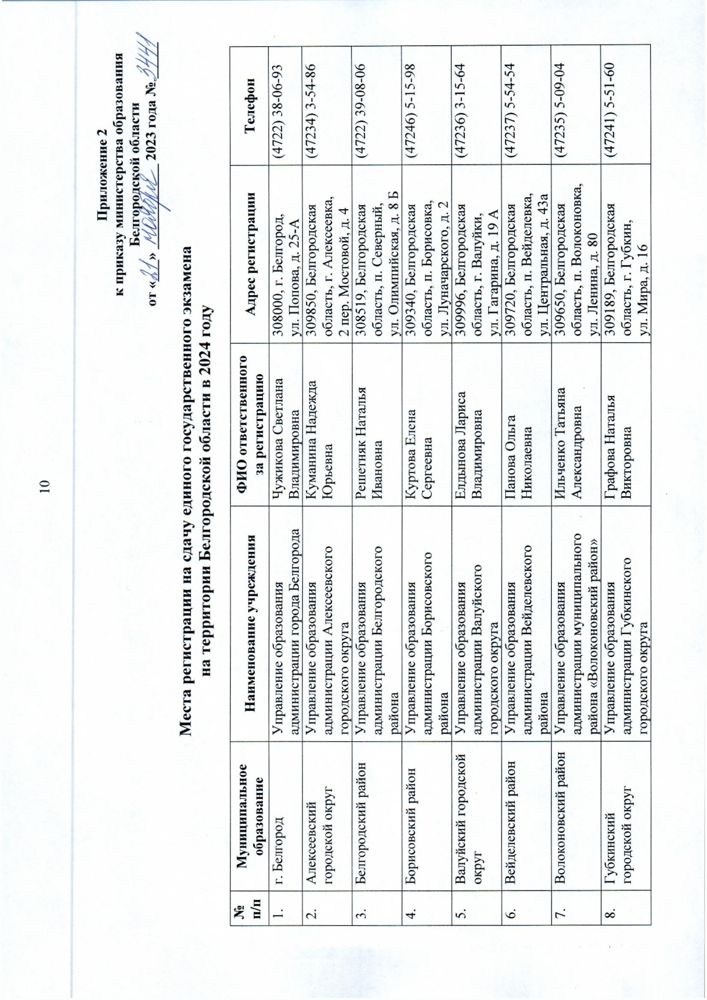 10
Приложение 2
к приказу министерства образования
Белгородской области
от «21» ноября 2023 года № 3441
Места регистрации на сдачу единого государственного экзамена
на территории Белгородской области в 2024 году
№
п/п
Муниципальное
образование
Наименование учреждения
ФИО ответственного
за регистрацию
Адрес регистрации
Телефон
1.
г. Белгород
Управление образования
администрации города Белгорода
Чужикова Светлана
Владимировна
308000, г. Белгород,
ул. Попова, д. 25-А
(4722) 38-06-93
2.
Алексеевский
городской округ
Управление образования
администрации Алексеевского
городского округа
Куманина Надежда
Юрьевна
309850, Белгородская
область, г. Алексеевка,
2 пер. Мостовой, д. 4
(47234) 3-54-86
3.
Белгородский район
Управление образования
администрации Белгородского
района
Решетняк Наталья
Ивановна
308519, Белгородская
область, п. Северный,
ул. Олимпийская, д. 8 Б
(4722) 39-08-06
4.
Борисовский район
Управление образования
администрации Борисовского
района
Куртова Елена
Сергеевна
309340, Белгородская
область, п. Борисовка,
ул. Луначарского, д. 2
(47246) 5-15-98
5.
Валуйский городской
округ
Управление образования
администрации Валуйского
городского округа
Елдынова Лариса
Владимировна
309996, Белгородская
область, г. Валуйки,
ул. Гагарина, д. 19 А
(47236) 3-15-64
6.
Вейделевский район
Управление образования
администрации Вейделевского
района
Панова Ольга
Николаевна
309720, Белгородская
область, п. Вейделевка,
ул. Центральная, д. 43а
(47237) 5-54-54
7.
Волоконовский район
Управление образования
администрации муниципального
района «Волоконовский район»
Ильченко Татьяна
Александровна
309650, Белгородская
область, п. Волоконовка,
ул. Ленина, д. 80
(47235) 5-09-04
8.
Губкинский
городской округ
Управление образования
администрации Губкинского
городского округа
Графова Наталья
Викторовна
309189, Белгородская
область, г. Губкин,
ул. Мира, д. 16
(47241) 5-51-60